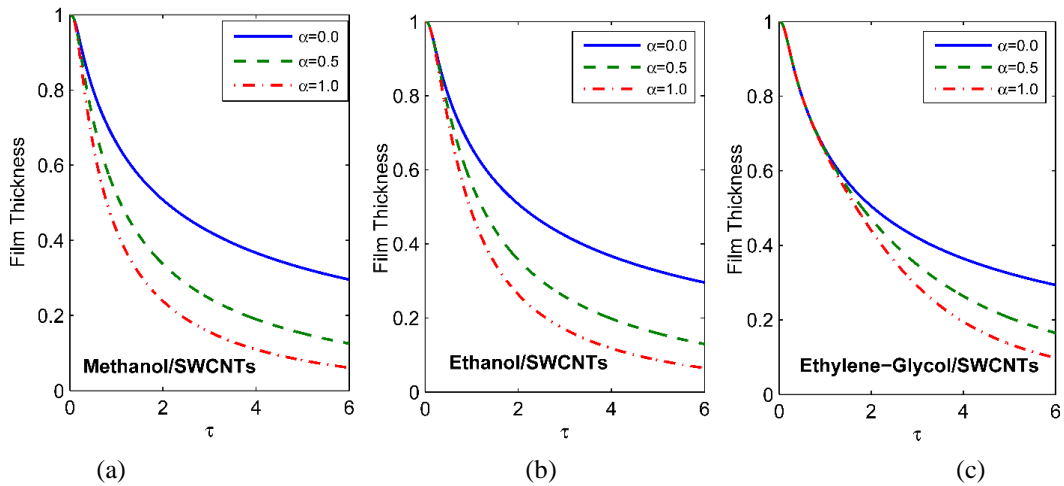 Film Thickness
1
0.8
0.6
0.4
0.2
0
0
2
4
6
τ
α=0.0
α=0.5
α=1.0
Methanol/SWCNTs
(a)
Film Thickness
1
0.8
0.6
0.4
0.2
0
0
2
4
6
τ
α=0.0
α=0.5
α=1.0
Ethanol/SWCNTs
(b)
Film Thickness
1
0.8
0.6
0.4
0.2
0
0
2
4
6
τ
α=0.0
α=0.5
α=1.0
Ethylene−Glycol/SWCNTs
(c)